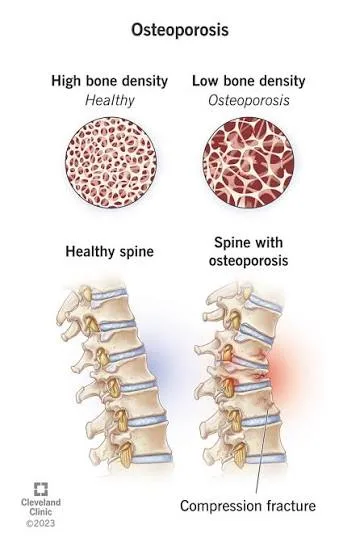 Osteoporosis
High bone density
Healthy
Low bone density
Osteoporosis
Healthy spine
Spine with
osteoporosis
Compression fracture
Cleveland
Clinic
©2023